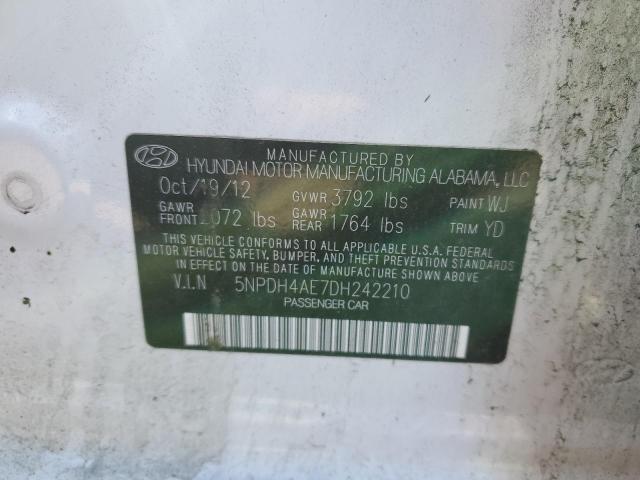 MANUFACTURED BY
HYUNDAI MOTOR MANUFACTURING ALABAMA, LLC
Oct/19/12 GVWR 3792 lbs PAINT WJ
GAWR FRONT 2072 lbs GAWR REAR 1764 lbs TRIM YD
THIS VEHICLE CONFORMS TO ALL APPLICABLE U.S.A. FEDERAL
MOTOR VEHICLE SAFETY, BUMPER, AND THEFT PREVENTION STANDARDS
IN EFFECT ON THE DATE OF MANUFACTURE SHOWN ABOVE.
V.I.N 5NPDH4AE7DH242210
PASSENGER CAR